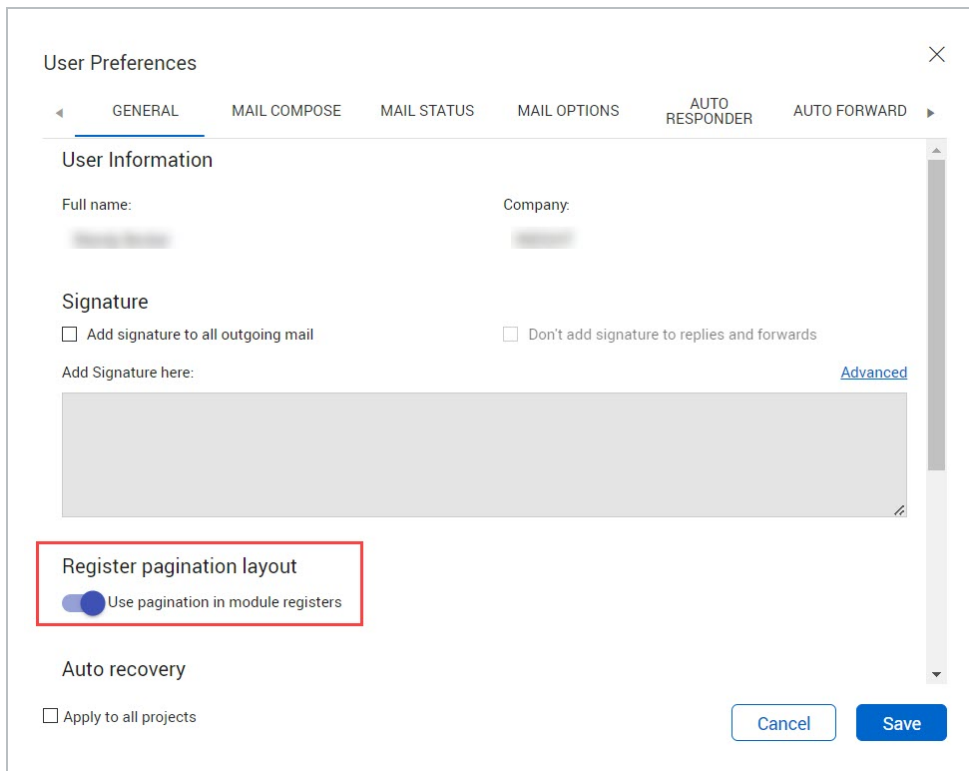 User Preferences
GENERAL MAIL COMPOSE MAIL STATUS MAIL OPTIONS AUTO RESPONDER AUTO FORWARD
User Information
Full name: Company:
Signature
Add signature to all outgoing mail Don't add signature to replies and forwards
Add Signature here: Advanced
Register pagination layout
Use pagination in module registers
Auto recovery
Apply to all projects Cancel Save